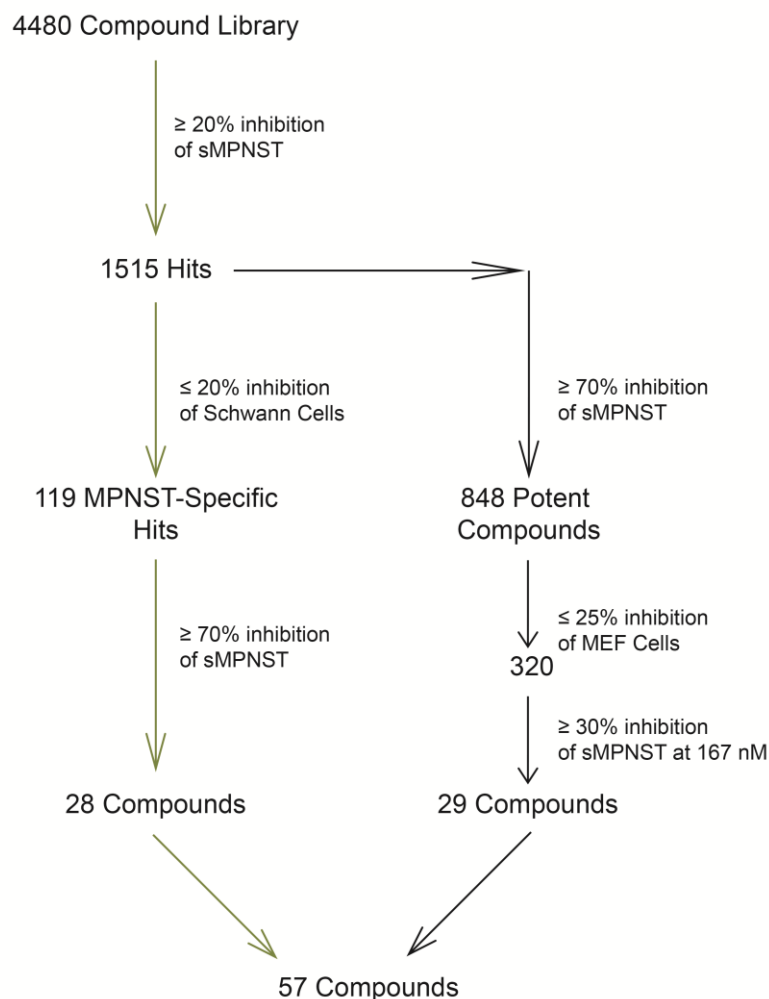 4480 Compound Library
≥ 20% inhibition
of sMPNST
1515 Hits
≤ 20% inhibition
of Schwann Cells
≥ 70% inhibition
of sMPNST
119 MPNST-Specific
Hits
848 Potent
Compounds
≥ 70% inhibition
of sMPNST
≤ 25% inhibition
of MEF Cells
320
≥ 30% inhibition
of sMPNST at 167 nM
28 Compounds
29 Compounds
57 Compounds